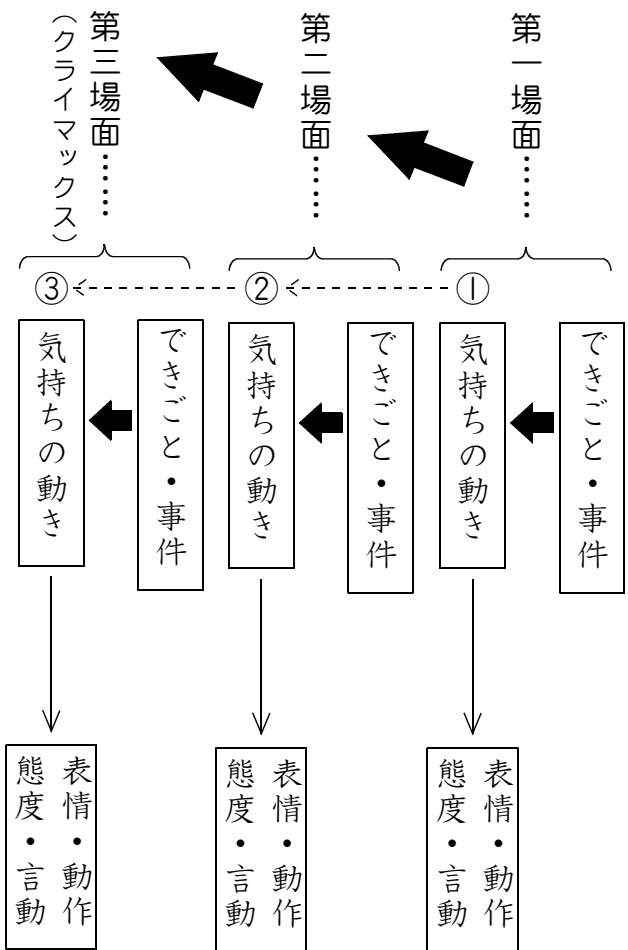 第一場面……
①
できごと・事件
気持ちの動き
表情・動作
態度・言動
第二場面……
②
できごと・事件
気持ちの動き
表情・動作
態度・言動
第三場面……
（クライマックス）
③
できごと・事件
気持ちの動き
表情・動作
態度・言動